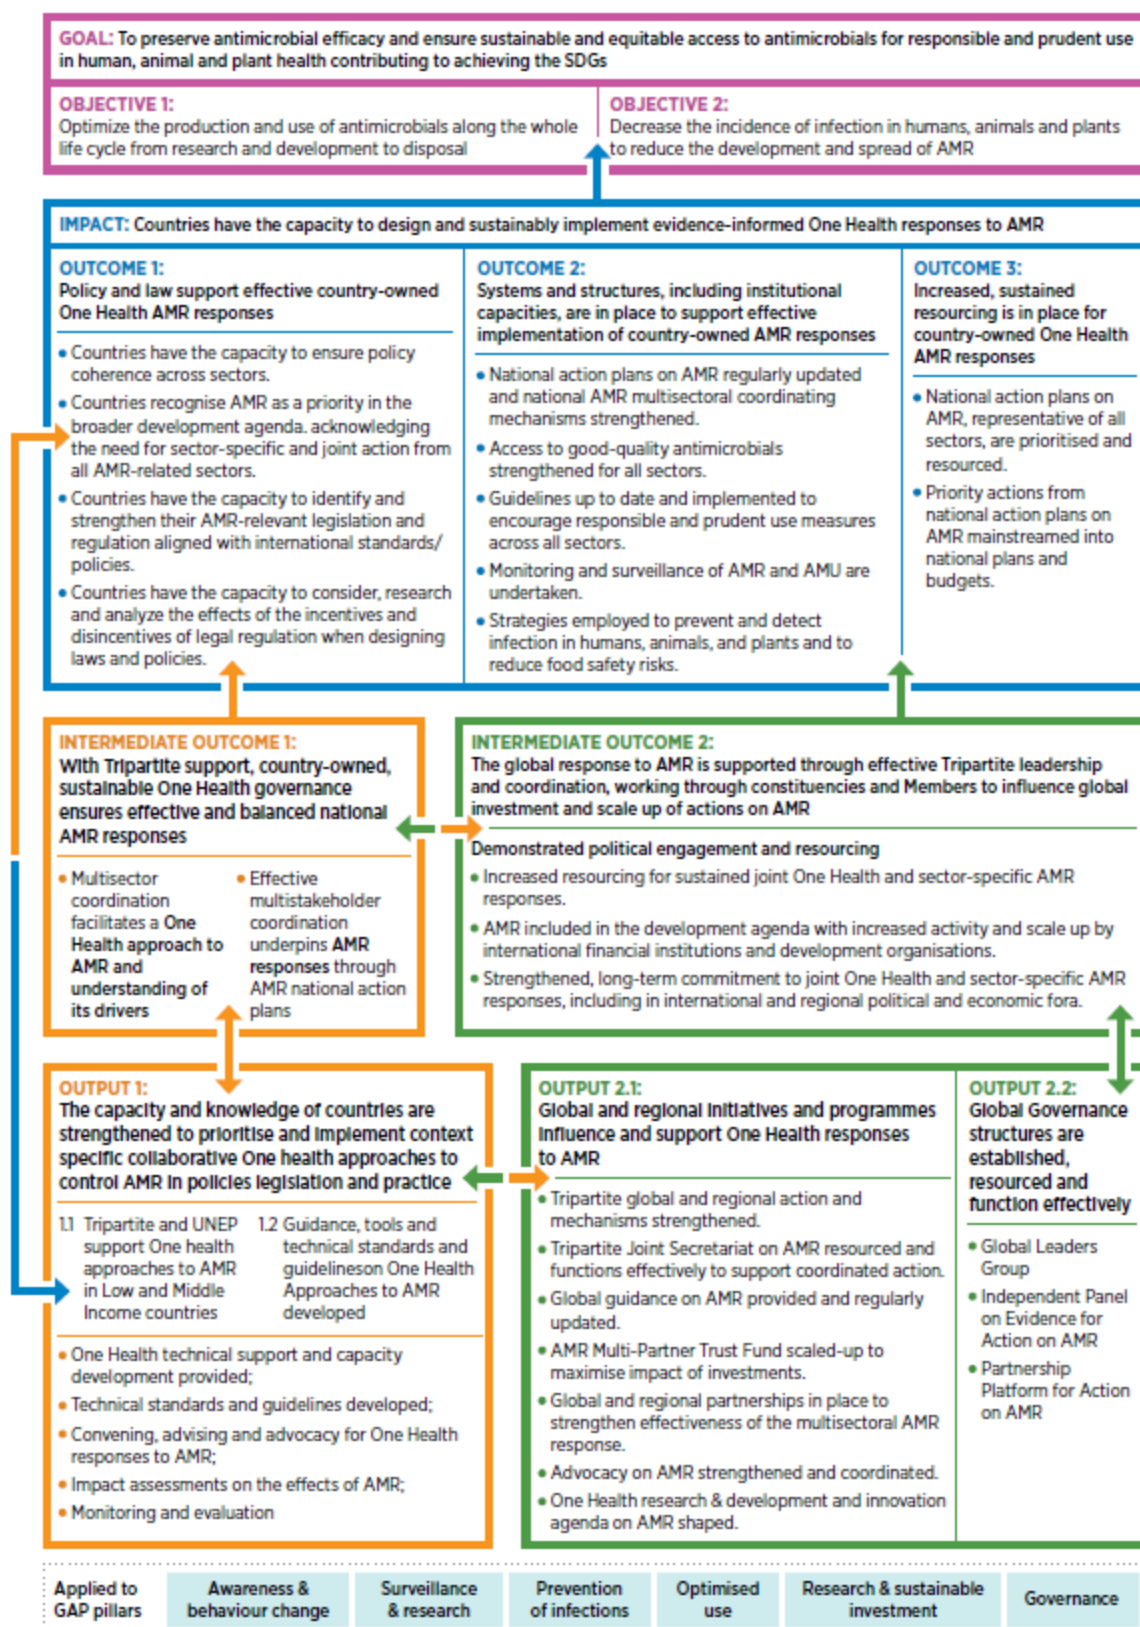 GOAL: To preserve antimicrobial efficacy and ensure sustainable and equitable access to antimicrobials for responsible and prudent use
in human, animal and plant health contributing to achieving the SDGs
OBJECTIVE 1:
Optimize the production and use of antimicrobials along the whole
life cycle from research and development to disposal
OBJECTIVE 2:
Decrease the incidence of infection in humans, animals and plants
to reduce the development and spread of AMR
IMPACT: Countries have the capacity to design and sustainably implement evidence-informed One Health responses to AMR
OUTCOME 1:
Policy and law support effective country-owned
One Health AMR responses
• Countries have the capacity to ensure policy
coherence across sectors.
• Countries recognise AMR as a priority in the
broader development agenda. acknowledging
the need for sector-specific and joint action from
all AMR-related sectors.
• Countries have the capacity to identify and
strengthen their AMR-relevant legislation and
regulation aligned with international standards/
policies.
• Countries have the capacity to consider, research
and analyze the effects of the incentives and
disincentives of legal regulation when designing
laws and policies.
OUTCOME 2:
Systems and structures, including institutional
capacities, are in place to support effective
implementation of country-owned AMR responses
• National action plans on AMR regularly updated
and national AMR multisectoral coordinating
mechanisms strengthened.
• Access to good-quality antimicrobials
strengthened for all sectors.
• Guidelines up to date and implemented to
encourage responsible and prudent use measures
across all sectors.
• Monitoring and surveillance of AMR and AMU are
undertaken.
• Strategies employed to prevent and detect
infection in humans, animals, and plants and to
reduce food safety risks.
OUTCOME 3:
Increased, sustained
resourcing is in place for
country-owned One Health
AMR responses
• National action plans on
AMR, representative of all
sectors, are prioritised and
resourced.
• Priority actions from
national action plans on
AMR mainstreamed into
national plans and
budgets.
INTERMEDIATE OUTCOME 1:
With Tripartite support, country-owned,
sustainable One Health governance
ensures effective and balanced national
AMR responses
• Multisector
coordination
facilitates a One
Health approach to
AMR and
understanding of
its drivers
• Effective
multistakeholder
coordination
underpins AMR
responses through
AMR national action
plans
INTERMEDIATE OUTCOME 2:
The global response to AMR is supported through effective Tripartite leadership
and coordination, working through constituencies and Members to influence global
investment and scale up of actions on AMR
Demonstrated political engagement and resourcing
• Increased resourcing for sustained joint One Health and sector-specific AMR
responses.
• AMR included in the development agenda with increased activity and scale up by
international financial institutions and development organisations.
• Strengthened, long-term commitment to joint One Health and sector-specific AMR
responses, including in international and regional political and economic fora.
OUTPUT 1:
The capacity and knowledge of countries are
strengthened to prioritise and implement context
specific collaborative One health approaches to
control AMR in policies legislation and practice
1.1 Tripartite and UNEP
support One health
approaches to AMR
in Low and Middle
Income countries
1.2 Guidance, tools and
technical standards and
guidelineson One Health
Approaches to AMR
developed
• One Health technical support and capacity
development provided;
• Technical standards and guidelines developed;
• Convening, advising and advocacy for One Health
responses to AMR;
• Impact assessments on the effects of AMR;
• Monitoring and evaluation
OUTPUT 2.1:
Global and regional initiatives and programmes
influence and support One Health responses
to AMR
• Tripartite global and regional action and
mechanisms strengthened.
• Tripartite Joint Secretariat on AMR resourced and
functions effectively to support coordinated action.
• Global guidance on AMR provided and regularly
updated.
• AMR Multi-Partner Trust Fund scaled-up to
maximise impact of investments.
• Global and regional partnerships in place to
strengthen effectiveness of the multisectoral AMR
response.
• Advocacy on AMR strengthened and coordinated.
• One Health research & development and innovation
agenda on AMR shaped.
OUTPUT 2.2:
Global Governance
structures are
established,
resourced and
function effectively
• Global Leaders
Group
• Independent Panel
on Evidence for
Action on AMR
• Partnership
Platform for Action
on AMR
Applied to
GAP pillars
Awareness &
behaviour change
Surveillance
& research
Prevention
of infections
Optimised
use
Research & sustainable
investment
Governance